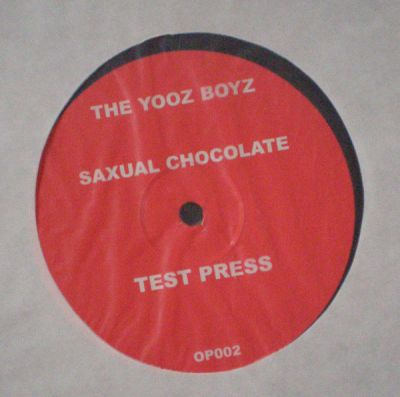 THE YOOZ BOYZ
SAXUAL CHOCOLATE
TEST PRESS
OP002